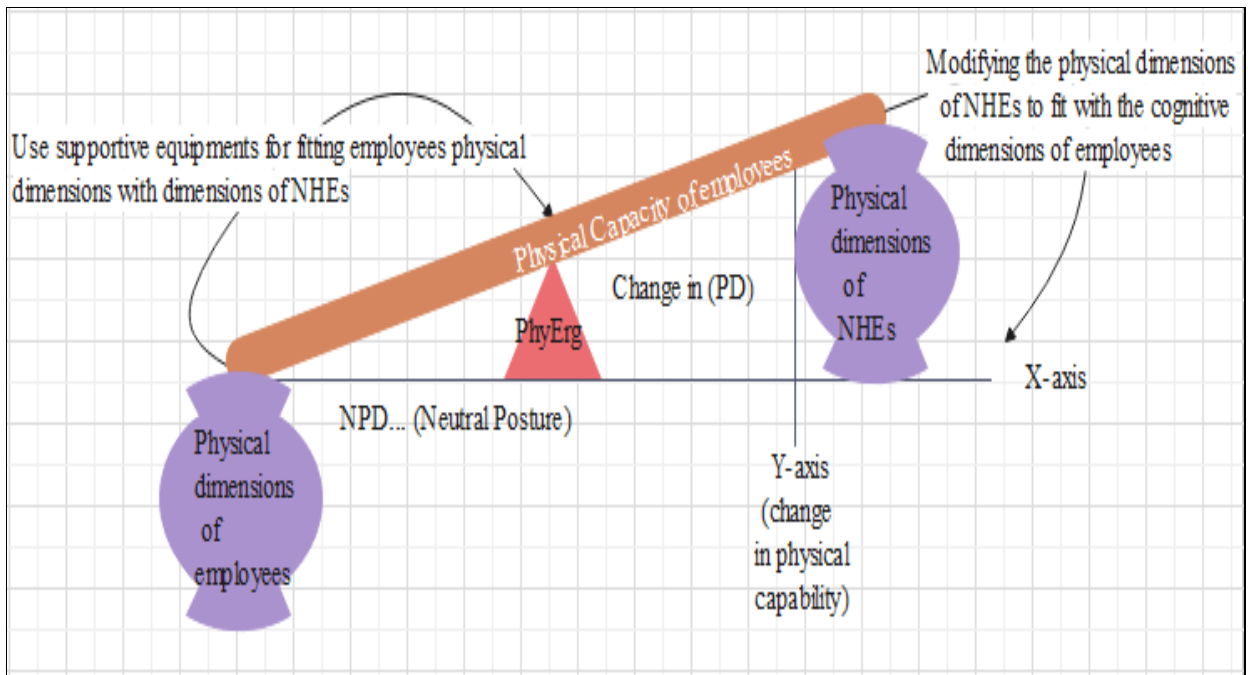 Modifying the physical dimensions
of NHEs to fit with the cognitive
dimensions of employees
Use supportive equipments for fitting employees physical
dimensions with dimensions of NHEs
Physical Capacity of employees
Physical
dimensions
of
NHEs
Change in (PD)
PhyErg
X-axis
NPD... (Neutral Posture)
Physical
dimensions
of
employees
Y-axis
(change
in physical
capability)